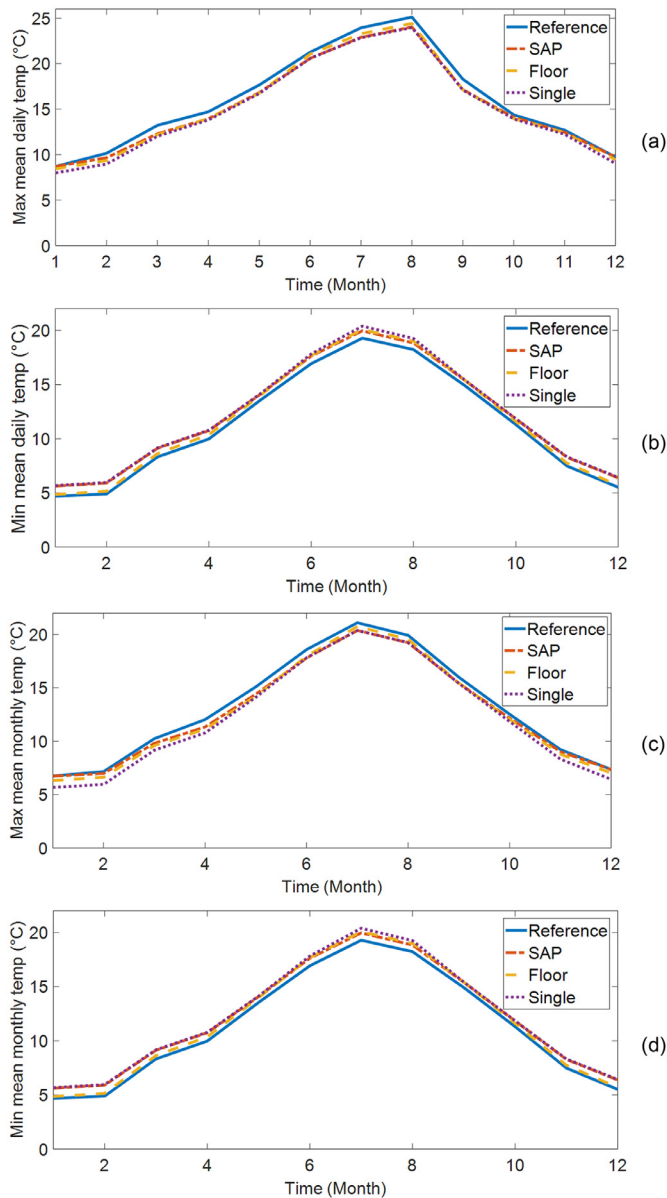 Max mean daily temp (°C)
25
20
15
10
5
0
Reference
SAP
Floor
Single
1 2 3 4 5 6 7 8 9 10 11 12
Time (Month)
(a)
Min mean daily temp (°C)
20
15
10
5
0
Reference
SAP
Floor
Single
2 4 6 8 10 12
Time (Month)
(b)
Max mean monthly temp (°C)
20
15
10
5
0
Reference
SAP
Floor
Single
2 4 6 8 10 12
Time (Month)
(c)
Min mean monthly temp (°C)
20
15
10
5
0
Reference
SAP
Floor
Single
2 4 6 8 10 12
Time (Month)
(d)